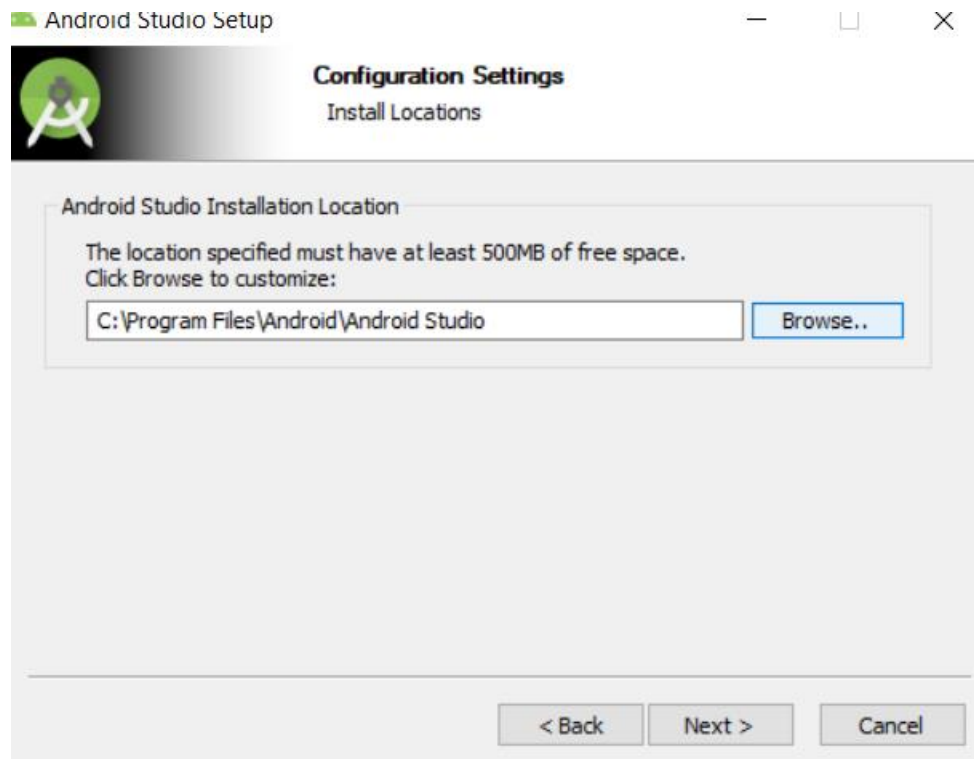 Android Studio Setup
Configuration Settings
Install Locations
Android Studio Installation Location
The location specified must have at least 500MB of free space.
Click Browse to customize:
C:\Program Files\Android\Android Studio
Browse..
< Back
Next >
Cancel